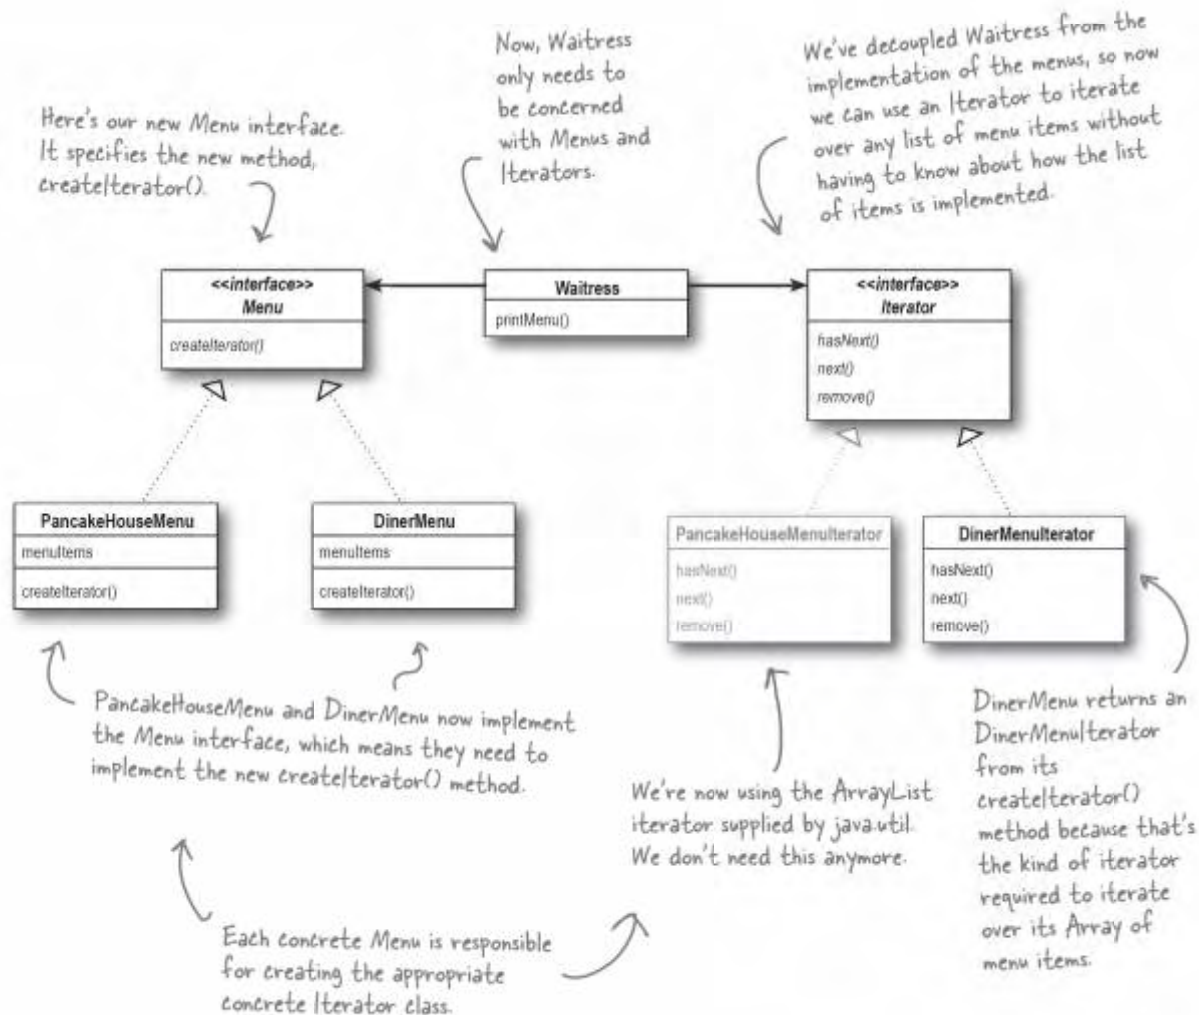 Here's our new Menu interface.
It specifies the new method,
createIterator().
Now, Waitress
only needs to
be concerned
with Menus and
Iterators.
We've decoupled Waitress from the
implementation of the menus, so now
we can use an Iterator to iterate
over any list of menu items without
having to know about how the list
of items is implemented.
<<interface>>
Menu
createIterator()
Waitress
printMenu()
<<interface>>
Iterator
hasNext()
next()
remove()
PancakeHouseMenu
menuItems
createIterator()
DinerMenu
menuItems
createIterator()
PancakeHouseMenuIterator
hasNext()
next()
remove()
DinerMenuIterator
hasNext()
next()
remove()
PancakeHouseMenu and DinerMenu now implement
the Menu interface, which means they need to
implement the new createIterator() method.
We're now using the ArrayList
iterator supplied by java.util.
We don't need this anymore.
DinerMenu returns an
DinerMenuIterator
from its
createIterator()
method because that's
the kind of iterator
required to iterate
over its Array of
menu items.
Each concrete Menu is responsible
for creating the appropriate
concrete Iterator class.